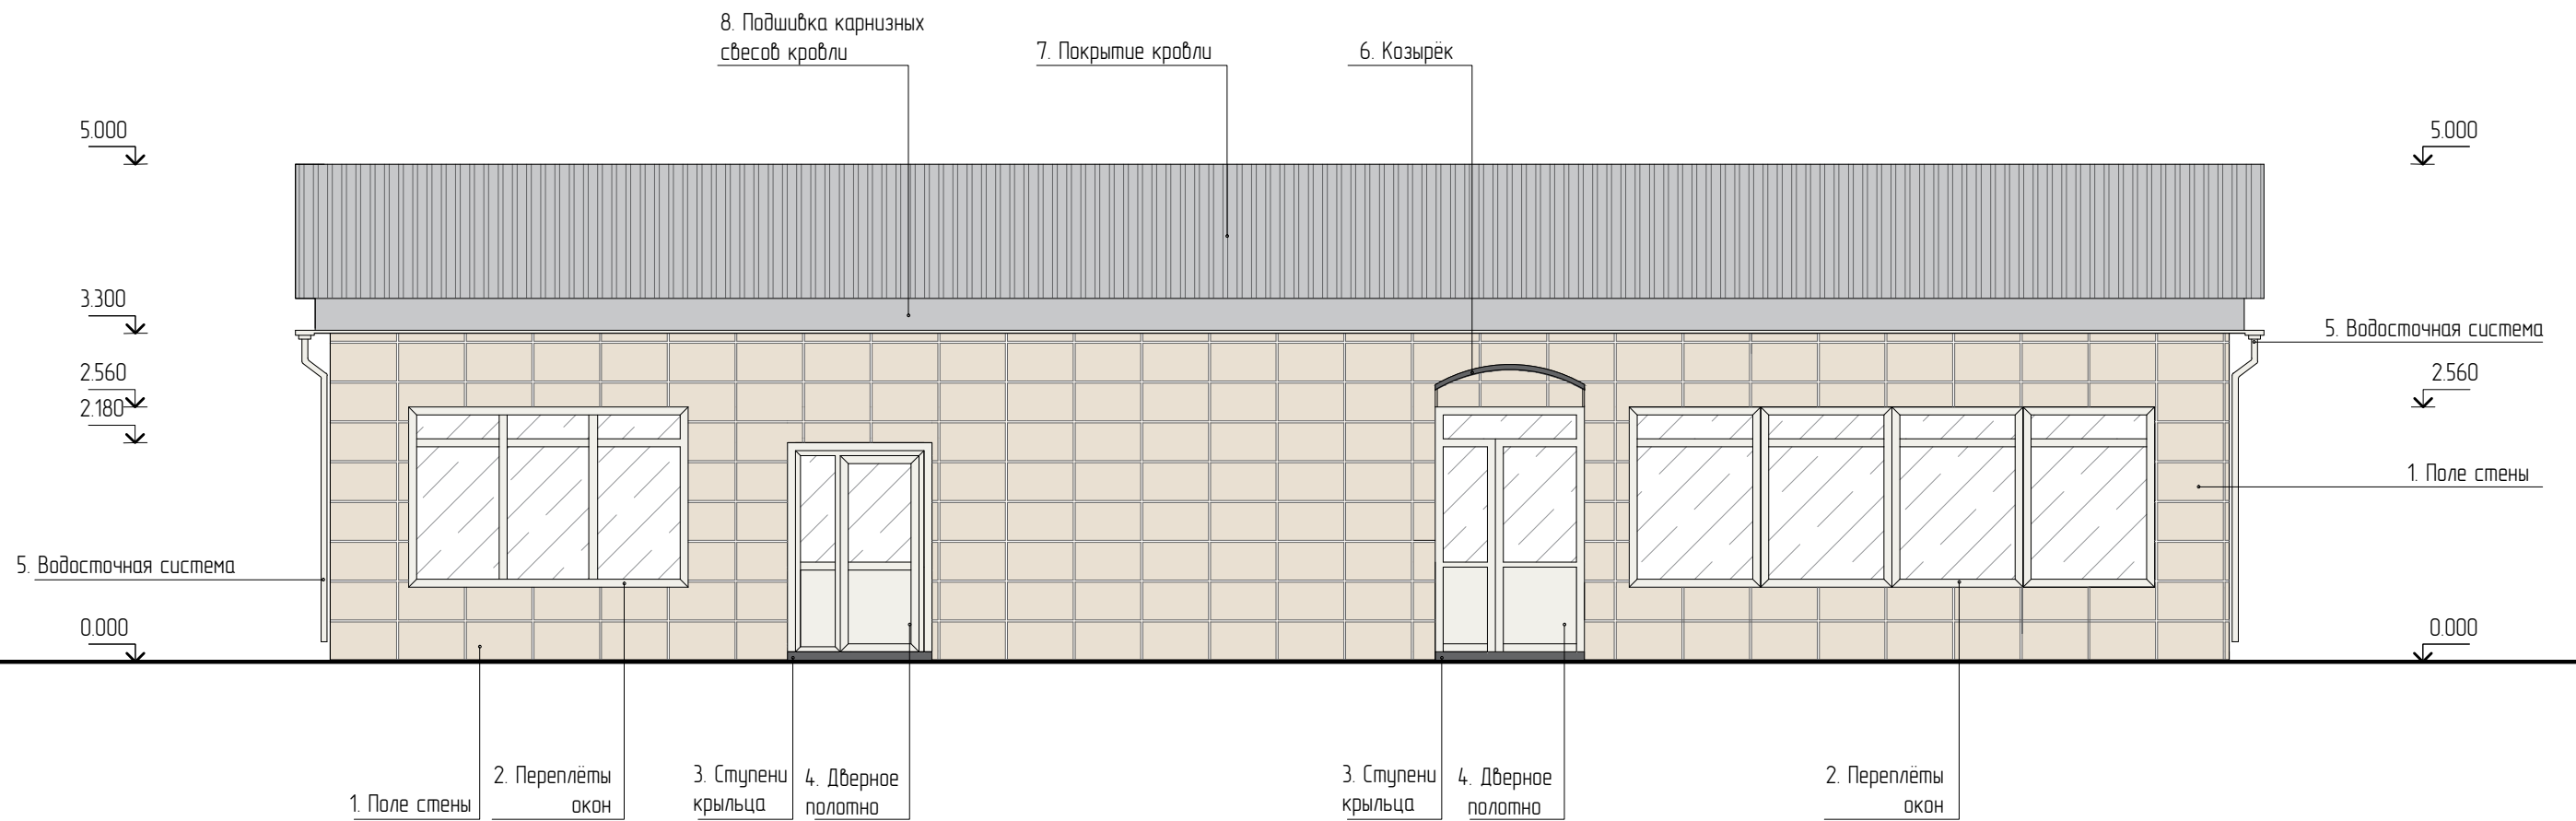 8. Подшивка карнизных
свесов кровли
7. Покрытие кровли
6. Козырёк
5.000
5.000
3.300
5. Водосточная система
2.560
2.560
2.180
1. Поле стены
5. Водосточная система
0.000
0.000
1. Поле стены
2. Переплёты
окон
3. Ступени
крыльца
4. Дверное
полотно
3. Ступени
крыльца
4. Дверное
полотно
2. Переплёты
окон